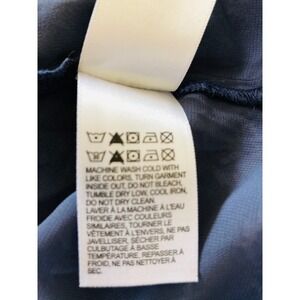 MACHINE WASH COLD WITH
LIKE COLORS, TURN GARMENT
INSIDE OUT, DO NOT BLEACH,
TUMBLE DRY LOW, COOL IRON,
DO NOT DRY CLEAN.
LAVER À LA MACHINE À L'EAU
FROIDE AVEC COULEURS
SIMILAIRES, TOURNER LE
VÊTEMENT À L'ENVERS, NE PAS
JAVELLISER, SÉCHER PAR
CULBUTAGE À BASSE
TEMPÉRATURE, REPASSER À
FROID, NE PAS NETTOYER À
SEC.